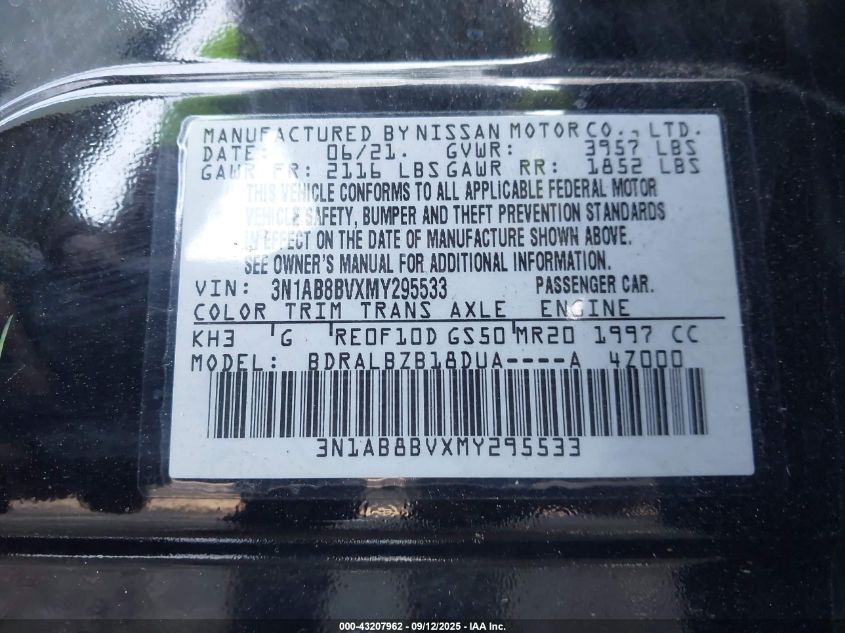 MANUFACTURED BY NISSAN MOTOR CO., LTD.
DATE: 06/21. GVWR: 3957 LBS
GAWR FR: 2116 LBS GAWR RR: 1852 LBS
THIS VEHICLE CONFORMS TO ALL APPLICABLE FEDERAL MOTOR
VEHICLE SAFETY, BUMPER AND THEFT PREVENTION STANDARDS
IN EFFECT ON THE DATE OF MANUFACTURE SHOWN ABOVE.
SEE OWNER'S MANUAL FOR ADDITIONAL INFORMATION.
VIN: 3N1AB8BVXMY295533 PASSENGER CAR.
COLOR TRIM TRANS AXLE ENGINE
KH3 G RE0F10D GS50 MR20 1997 CC
MODEL: BDRALBZB18DUA----A 4Z000
3N1AB8BVXMY295533
000-43207962 - 09/12/2025 - IAA Inc.